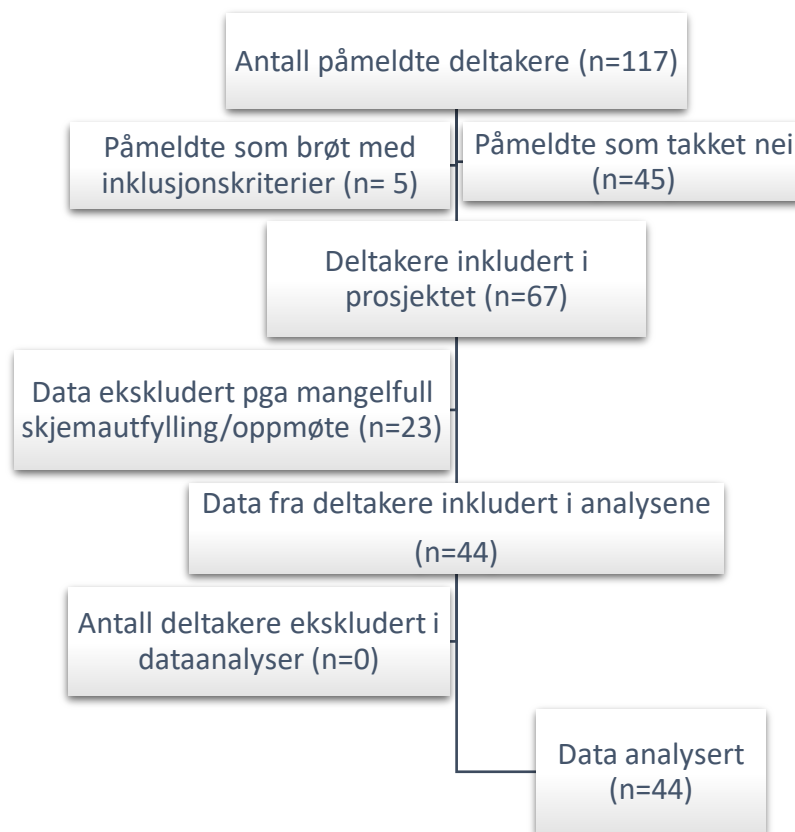 Antall påmeldte deltakere (n=117)
Påmeldte som brøt med
inklusjonskriterier (n= 5)
Påmeldte som takket nei
(n=45)
Deltakere inkludert i
prosjektet (n=67)
Data ekskludert pga mangelfull
skjemautfylling/oppmøte (n=23)
Data fra deltakere inkludert i analysene
(n=44)
Antall deltakere ekskludert i
dataanalyser (n=0)
Data analysert
(n=44)